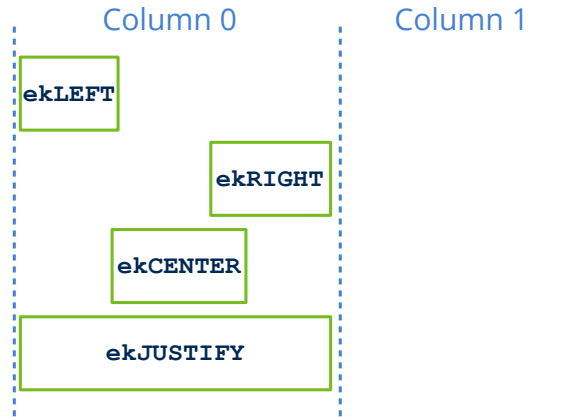 Column 0 Column 1
ekLEFT
ekRIGHT
ekCENTER
ekJUSTIFY